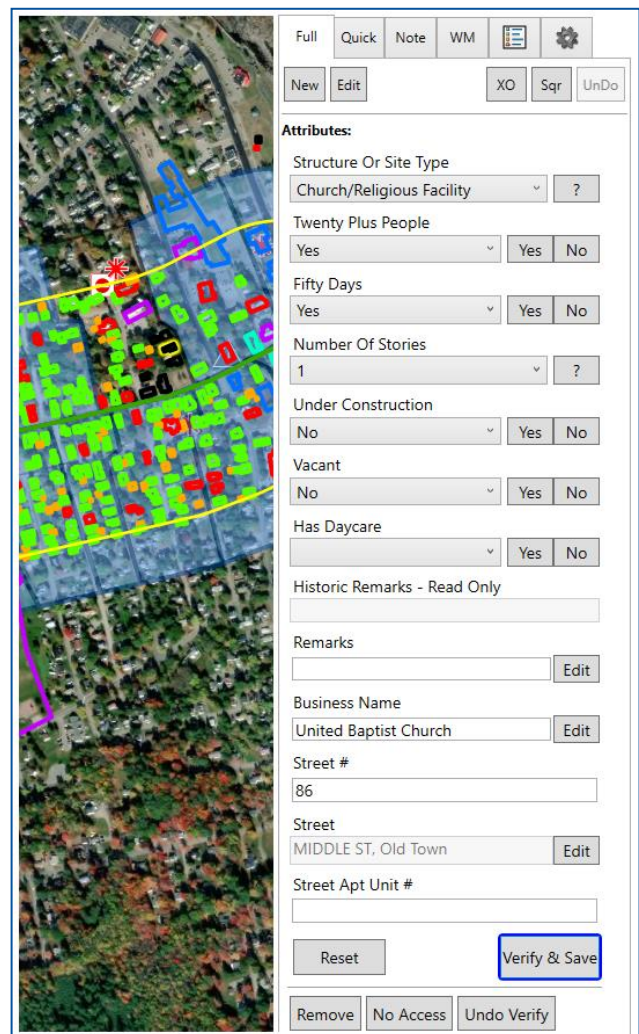 Full Quick Note WM
New Edit XO Sqr UnDo
Attributes:
Structure Or Site Type
Church/Religious Facility ?
Twenty Plus People
Yes Yes No
Fifty Days
Yes Yes No
Number Of Stories
1 ?
Under Construction
No Yes No
Vacant
No Yes No
Has Daycare
Yes No
Historic Remarks - Read Only
Remarks
Edit
Business Name
United Baptist Church Edit
Street #
86
Street
MIDDLE ST, Old Town Edit
Street Apt Unit #
Reset Verify & Save
Remove No Access Undo Verify